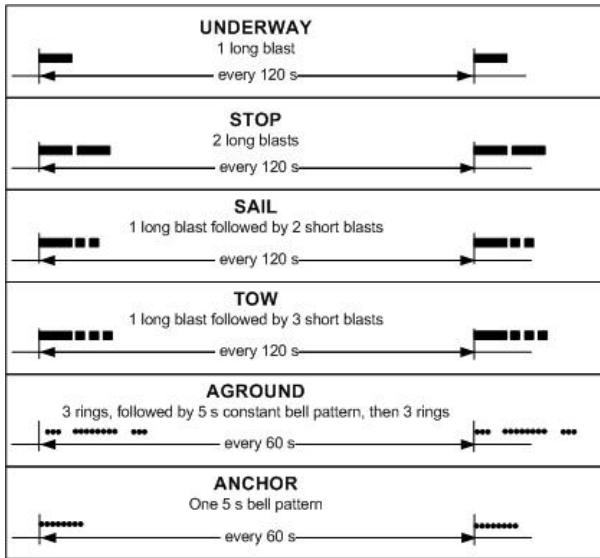 UNDERWAY
1 long blast
every 120 s
STOP
2 long blasts
every 120 s
SAIL
1 long blast followed by 2 short blasts
every 120 s
TOW
1 long blast followed by 3 short blasts
every 120 s
AGROUND
3 rings, followed by 5 s constant bell pattern, then 3 rings
every 60 s
ANCHOR
One 5 s bell pattern
every 60 s